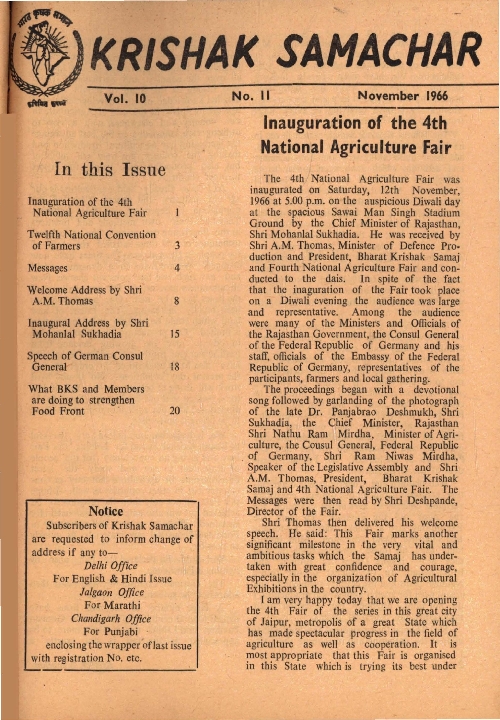 भारत कृषक समाज
KRISHAK SAMACHAR
Vol. 10 No. 11 November 1966
In this Issue
Inauguration of the 4th
National Agriculture Fair 1
Twelfth National Convention
of Farmers 3
Messages 4
Welcome Address by Shri
A.M. Thomas 8
Inaugural Address by Shri
Mohanlal Sukhadia 15
Speech of German Consul
General 18
What BKS and Members
are doing to strengthen
Food Front 20
Notice
Subscribers of Krishak Samachar
are requested to inform change of
address if any to—
Delhi Office
For English & Hindi Issue
Jalgaon Office
For Marathi
Chandigarh Office
For Punjabi
enclosing the wrapper of last issue
with registration No. etc.
Inauguration of the 4th
National Agriculture Fair
The 4th National Agriculture Fair was
inaugurated on Saturday, 12th November,
1966 at 5.00 p.m. on the auspicious Diwali day
at the spacious Sawai Man Singh Stadium
Ground by the Chief Minister of Rajasthan,
Shri Mohanlal Sukhadia. He was received by
Shri A.M. Thomas, Minister of Defence Pro-
duction and President, Bharat Krishak Samaj
and Fourth National Agriculture Fair and con-
ducted to the dais. In spite of the fact
that the inaguration of the Fair took place
on a Diwali evening the audience was large
and representative. Among the audience
were many of the Ministers and Officials of
the Rajasthan Government, the Consul General
of the Federal Republic of Germany and his
staff, officials of the Embassy of the Federal
Republic of Germany, representatives of the
participants, farmers and local gathering.
The proceedings began with a devotional
song followed by garlanding of the photograph
of the late Dr. Panjabrao Deshmukh, Shri
Sukhadia, the Chief Minister, Rajasthan
Shri Nathu Ram Mirdha, Minister of Agri-
culture, the Cousul General, Federal Republic
of Germany, Shri Ram Niwas Mirdha,
Speaker of the Legislative Assembly and Shri
A.M. Thomas, President, Bharat Krishak
Samaj and 4th National Agriculture Fair. The
Messages were then read by Shri Deshpande,
Director of the Fair.
Shri Thomas then delivered his welcome
speech. He said: This Fair marks another
significant milestone in the very vital and
ambitious tasks which the Samaj has under-
taken with great confidence and courage,
especially in the organization of Agricultural
Exhibitions in the country.
I am very happy today that we are opening
the 4th Fair of the series in this great city
of Jaipur, metropolis of a great State which
has made spectacular progress in the field of
agriculture as well as cooperation. It is
most appropriate that this Fair is organised
in this State which is trying its best under